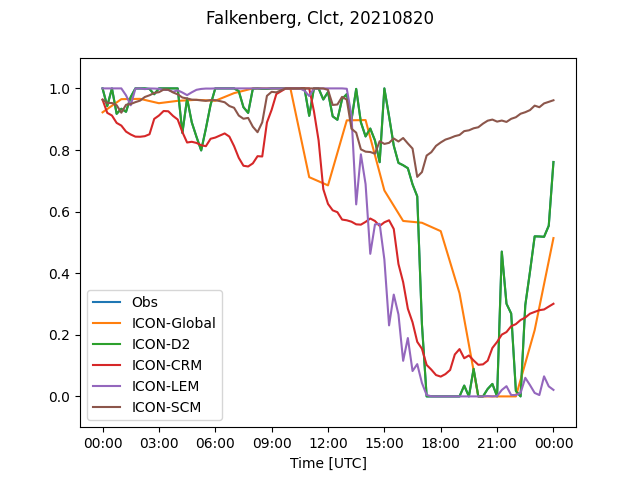 Falkenberg, Clct, 20210820
1.0
0.8
0.6
0.4
0.2
0.0
Obs
ICON-Global
ICON-D2
ICON-CRM
ICON-LEM
ICON-SCM
00:00 03:00 06:00 09:00 12:00 15:00 18:00 21:00 00:00
Time [UTC]